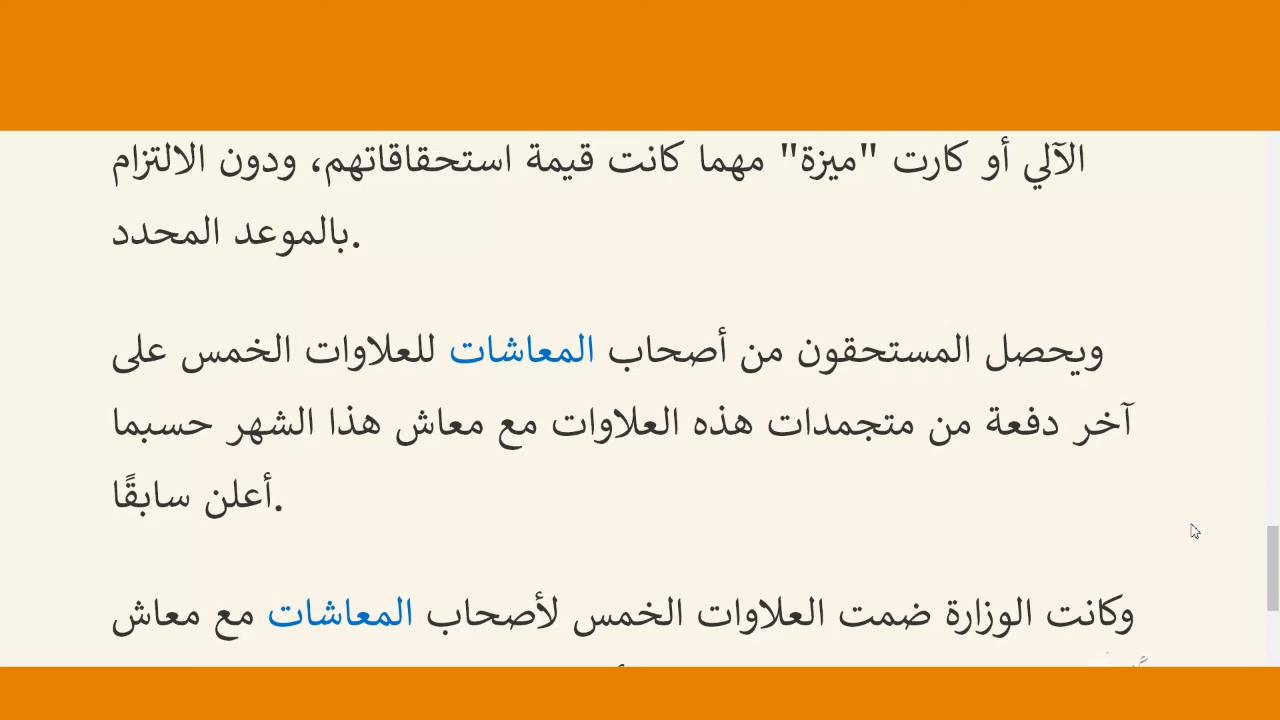 الآلي أو كارت "ميزة" مهما كانت قيمة استحقاقاتهم، ودون الالتزام
بالموعد المحدد.
ويحصل المستحقون من أصحاب المعاشات للعلاوات الخمس على
آخر دفعة من متجمدات هذه العلاوات مع معاش هذا الشهر حسبما
أعلن سابقًا.
وكانت الوزارة ضمت العلاوات الخمس لأصحاب المعاشات مع معاش